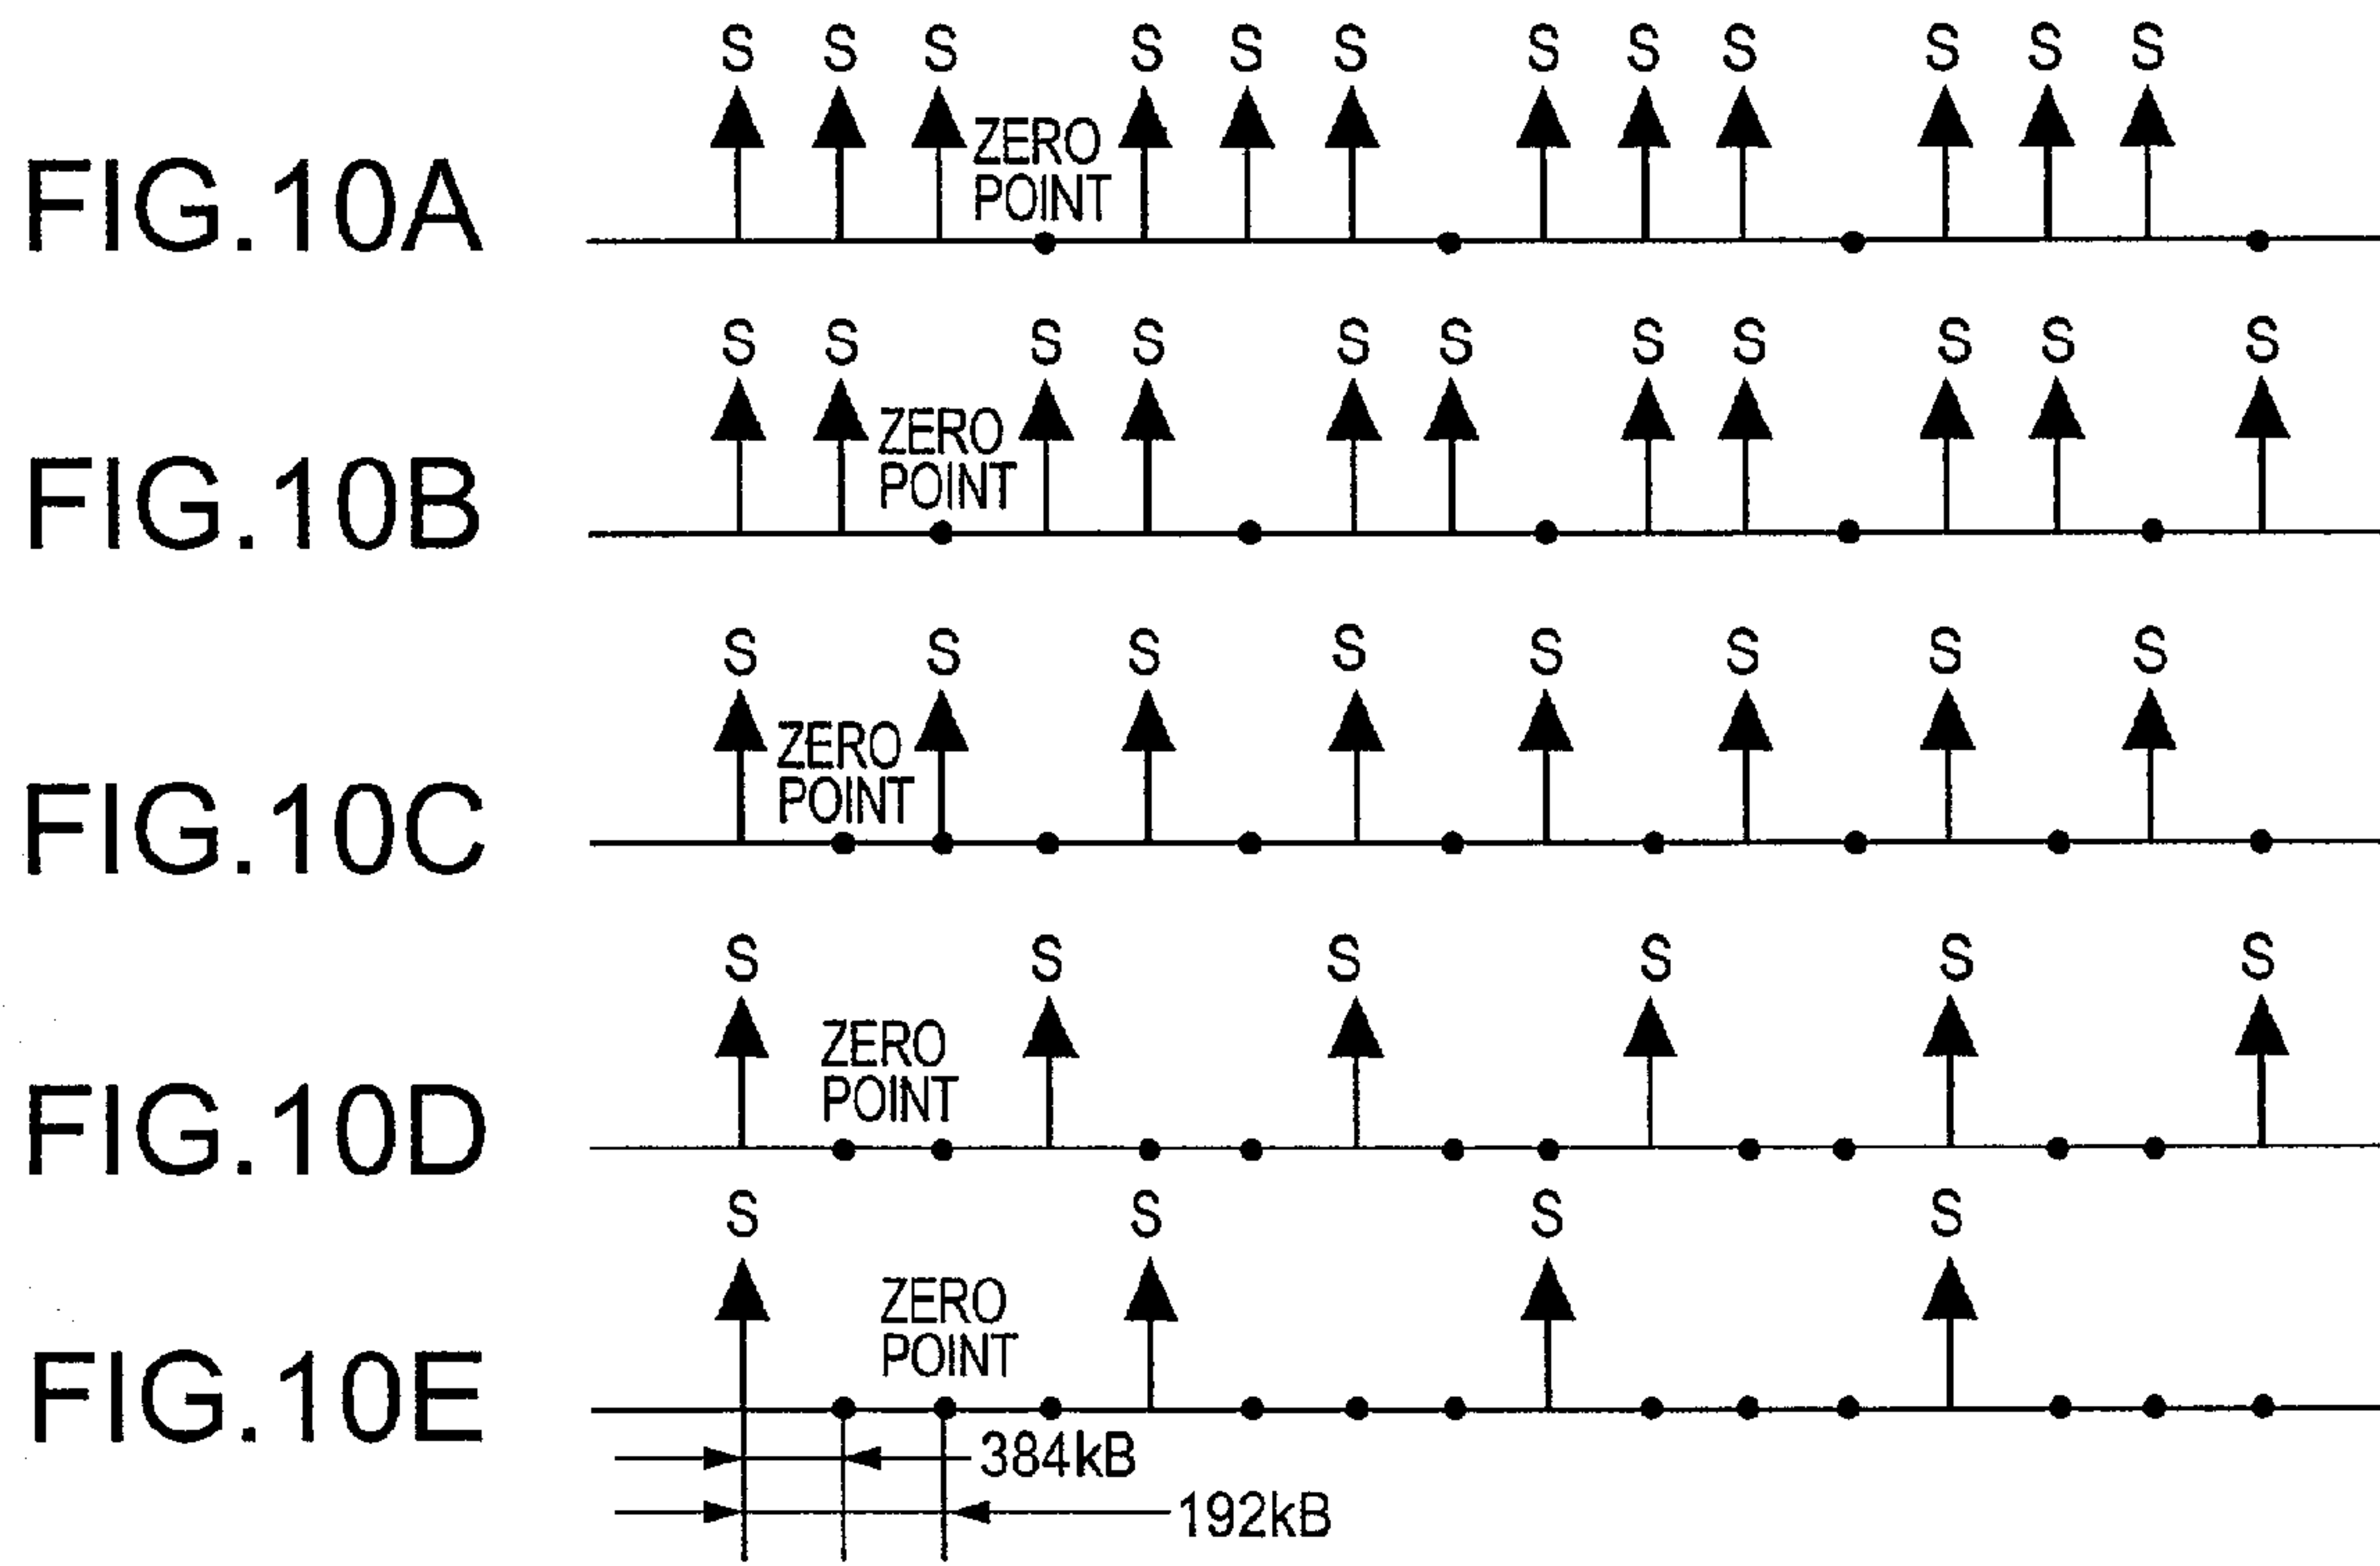 S S S S S S S S S S S S
ZERO
POINT
FIG.10A
S S S S S S S S S S S
ZERO
POINT
FIG.10B
S S S S S S S S
ZERO
POINT
FIG.10C
S S S S S S
ZERO
POINT
FIG.10D
S S S S
ZERO
POINT
FIG.10E
384kB
192kB